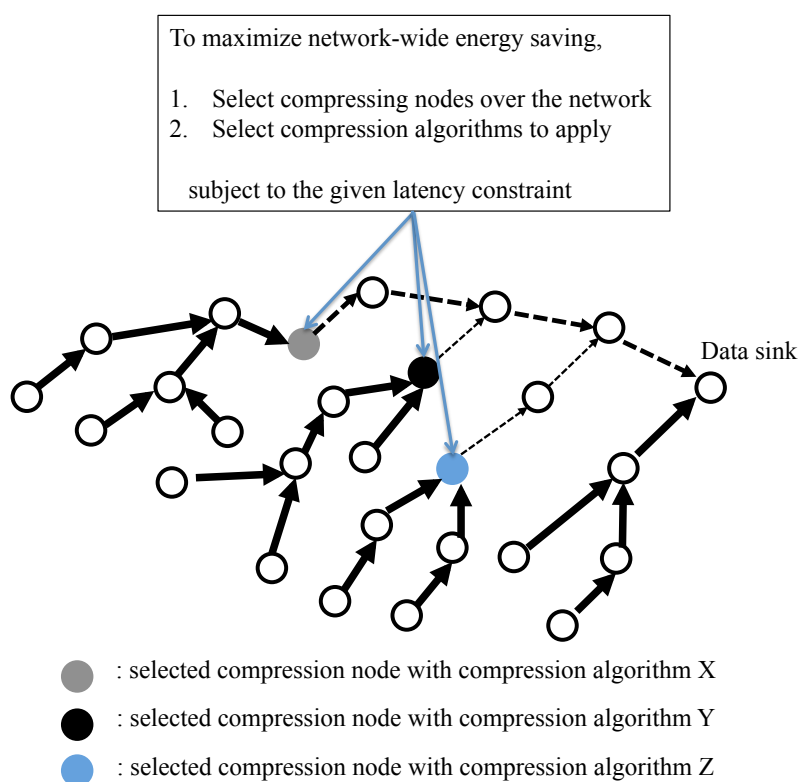 To maximize network-wide energy saving,
1. Select compressing nodes over the network
2. Select compression algorithms to apply
subject to the given latency constraint
Data sink
: selected compression node with compression algorithm X
: selected compression node with compression algorithm Y
: selected compression node with compression algorithm Z